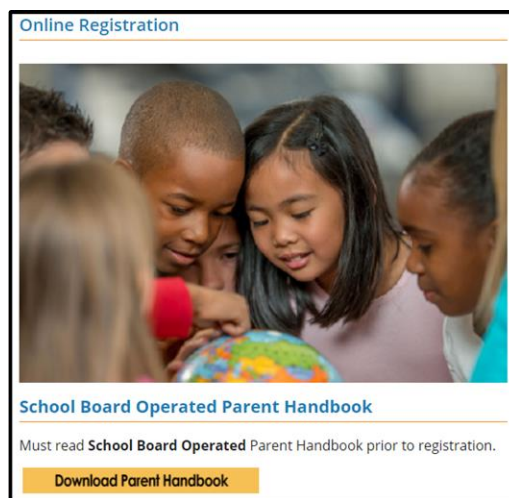 Online Registration
School Board Operated Parent Handbook
Must read School Board Operated Parent Handbook prior to registration.
Download Parent Handbook